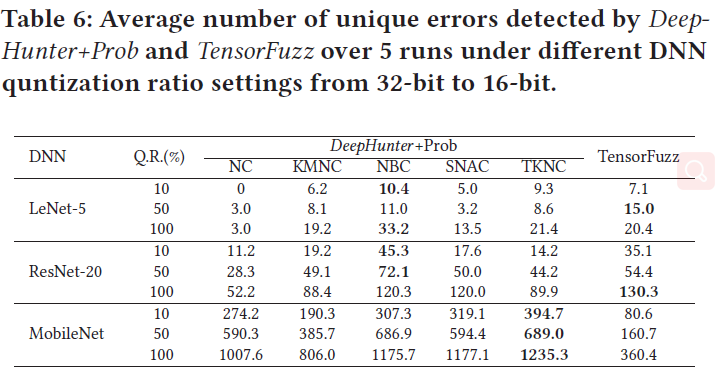 Table 6: Average number of unique errors detected by Deep-
Hunter+Prob and TensorFuzz over 5 runs under different DNN
quntization ratio settings from 32-bit to 16-bit.
DNN Q.R.(%) DeepHunter+Prob TensorFuzz
NC KMNC NBC SNAC TKNC
10 0 6.2 10.4 5.0 9.3 7.1
LeNet-5 50 3.0 8.1 11.0 3.2 8.6 15.0
100 3.0 19.2 33.2 13.5 21.4 20.4
10 11.2 19.2 45.3 17.6 14.2 35.1
ResNet-20 50 28.3 49.1 72.1 50.0 44.2 54.4
100 52.2 88.4 120.3 120.0 89.9 130.3
10 274.2 190.3 307.3 319.1 394.7 80.6
MobileNet 50 590.3 385.7 686.9 594.4 689.0 160.7
100 1007.6 806.0 1175.7 1177.1 1235.3 360.4